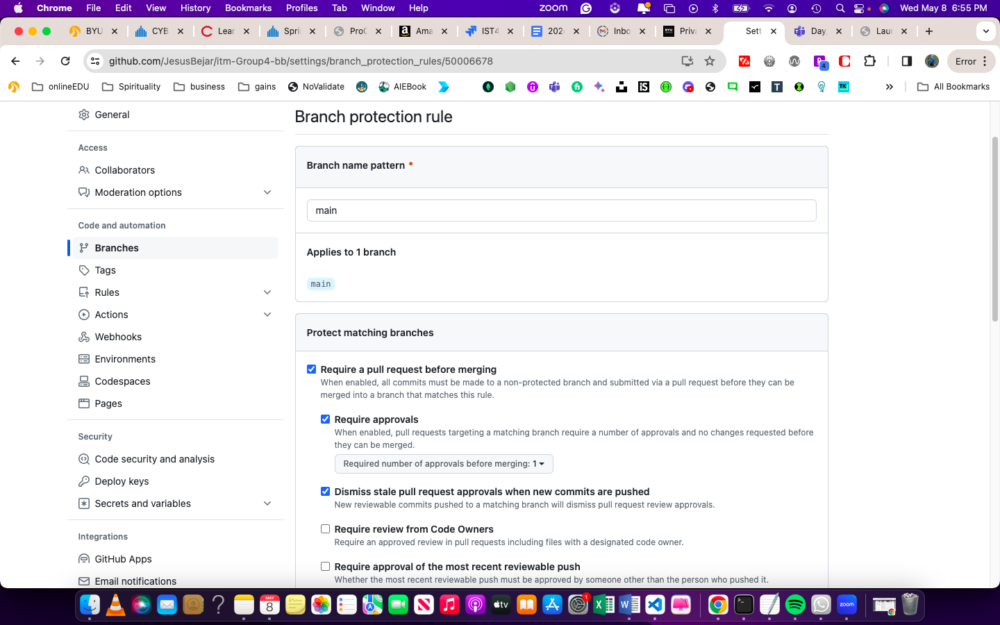 Chrome File Edit View History Bookmarks Profiles Tab Window Help zoom Wed May 8 6:55 PM
BYU CYB Lear Spri ProC Ama IST4 202 Inbo Priva Sett Day, Lau
github.com/JesusBejar/itm-Group4-bb/settings/branch_protection_rules/50006678 4 Error
onlineEDU Spirituality business gains NoValidate AIEBook All Bookmarks
General
Access
Collaborators
Moderation options
Code and automation
Branches
Tags
Rules
Actions
Webhooks
Environments
Codespaces
Pages
Security
Code security and analysis
Deploy keys
Secrets and variables
Integrations
GitHub Apps
Email notifications
Branch protection rule
Branch name pattern *
main
Applies to 1 branch
main
Protect matching branches
Require a pull request before merging
When enabled, all commits must be made to a non-protected branch and submitted via a pull request before they can be
merged into a branch that matches this rule.
Require approvals
When enabled, pull requests targeting a matching branch require a number of approvals and no changes requested before
they can be merged.
Required number of approvals before merging: 1
Dismiss stale pull request approvals when new commits are pushed
New reviewable commits pushed to a matching branch will dismiss pull request review approvals.
Require review from Code Owners
Require an approved review in pull requests including files with a designated code owner.
Require approval of the most recent reviewable push
Whether the most recent reviewable push must be approved by someone other than the person who pushed it.
MAY
8
tv
1
zoom